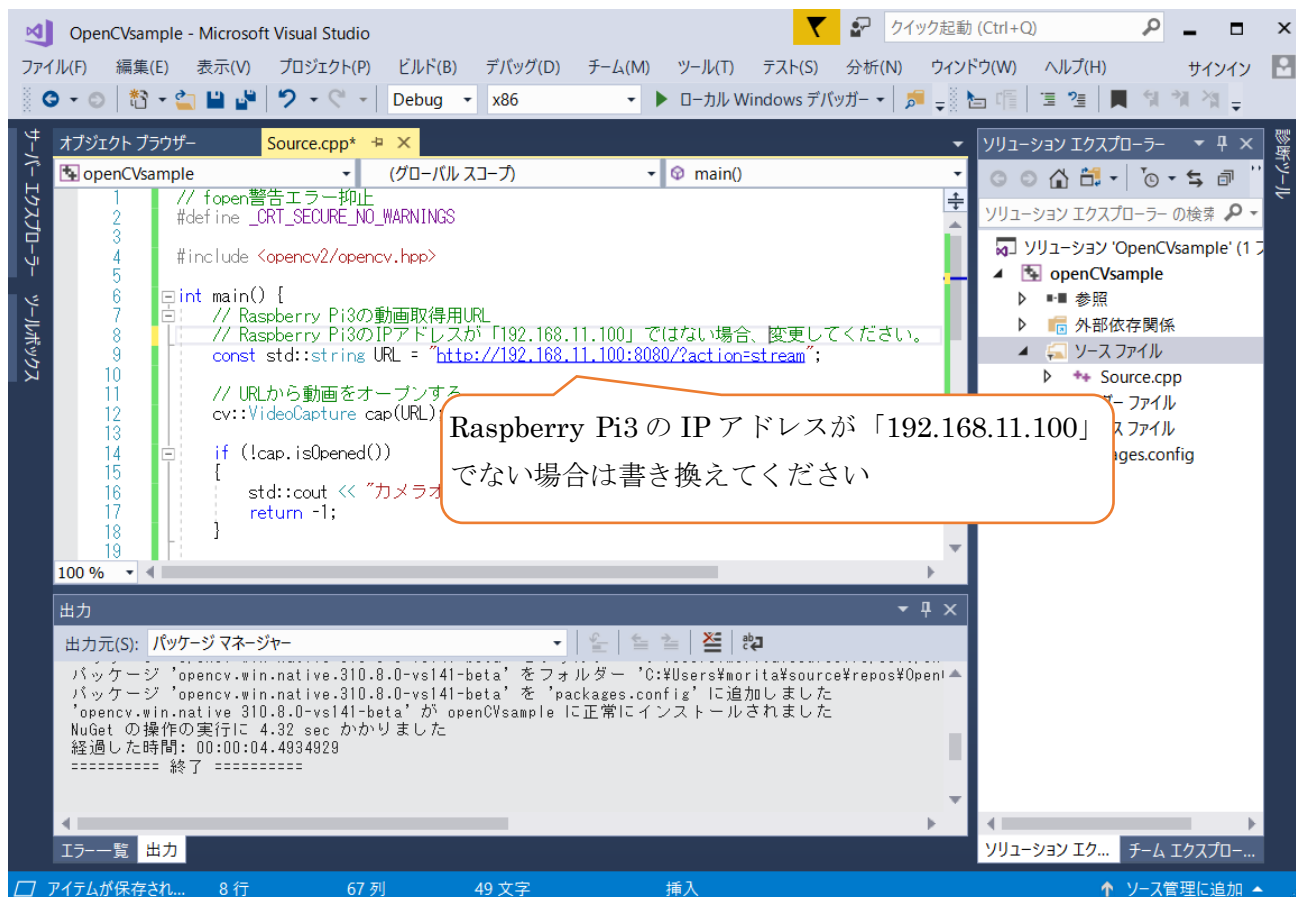 OpenCVsample - Microsoft Visual Studio
クイック起動 (Ctrl+Q)
ファイル(F) 編集(E) 表示(V) プロジェクト(P) ビルド(B) デバッグ(D) チーム(M) ツール(T) テスト(S) 分析(N) ウィンドウ(W) ヘルプ(H) サインイン
Debug x86 ローカル Windows デバッガー
サーバー エクスプローラー
ツールボックス
オブジェクト ブラウザー Source.cpp*
openCVsample (グローバル スコープ) main()
1 // fopen警告エラー抑止
2 #define _CRT_SECURE_NO_WARNINGS
3
4 #include <opencv2/opencv.hpp>
5
6 int main() {
7 // Raspberry Pi3の動画取得用URL
8 // Raspberry Pi3のIPアドレスが「192.168.11.100」ではない場合、変更してください。
9 const std::string URL = "http://192.168.11.100:8080/?action=stream";
10
11 // URLから動画をオープンする
12 cv::VideoCapture cap(URL);
13
14 if (!cap.isOpened())
15 {
16 std::cout << "カメラオ
17 return -1;
18 }
19
Raspberry Pi3 の IP アドレスが「192.168.11.100」
でない場合は書き換えてください
100 %
出力
出力元(S): パッケージ マネージャー
パッケージ 'opencv.win.native.310.8.0-vs141-beta' をフォルダー 'C:¥Users¥morita¥source¥repos¥Open
パッケージ 'opencv.win.native.310.8.0-vs141-beta' を 'packages.config' に追加しました
'opencv.win.native 310.8.0-vs141-beta' が openCVsample に正常にインストールされました
NuGet の操作の実行に 4.32 sec かかりました
経過した時間: 00:00:04.4934929
========== 終了 ==========
エラー一覧 出力
ソリューション エクスプローラー
ソリューション エクスプローラー の検索
ソリューション 'OpenCVsample' (1 プ
openCVsample
参照
外部依存関係
ソース ファイル
Source.cpp
ー ファイル
ス ファイル
ages.config
ソリューション エク... チーム エクスプロー...
診断ツール
アイテムが保存され... 8 行 67 列 49 文字 挿入 ソース管理に追加